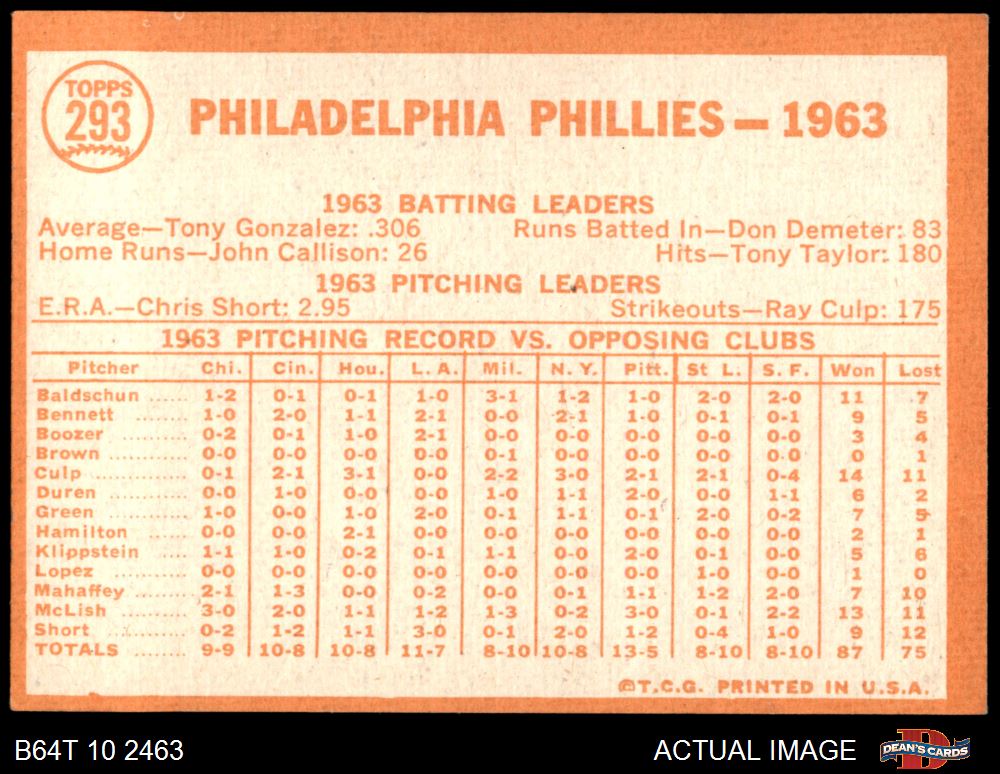 TOPPS
293
PHILADELPHIA PHILLIES — 1963
1963 BATTING LEADERS
Average—Tony Gonzalez: .306 Runs Batted In—Don Demeter: 83
Home Runs—John Callison: 26 Hits—Tony Taylor: 180
1963 PITCHING LEADERS
E.R.A.—Chris Short: 2.95 Strikeouts—Ray Culp: 175
1963 PITCHING RECORD VS. OPPOSING CLUBS
Pitcher Chi. Cin. Hou. L.A. Mil. N.Y. Pitt. St L. S.F. Won Lost
Baldschun ...... 1-2 0-1 0-1 1-0 3-1 1-2 1-0 2-0 2-0 11 7
Bennett ........... 1-0 2-0 1-1 2-1 0-0 2-1 1-0 0-1 0-1 9 5
Boozer .......... 0-2 0-1 1-0 2-1 0-0 0-0 0-0 0-0 0-0 3 4
Brown ........... 0-0 0-0 0-0 0-0 0-1 0-0 0-0 0-0 0-0 0 1
Culp .............. 0-1 2-1 3-1 0-0 2-2 3-0 2-1 2-1 0-4 14 11
Duren ............ 0-0 1-0 0-0 0-0 1-0 1-1 2-0 0-0 1-1 6 2
Green ............ 1-0 0-0 1-0 2-0 0-1 1-1 0-1 2-0 0-2 7 5
Hamilton ........ 0-0 0-0 2-1 0-0 0-0 0-0 0-0 0-0 0-0 2 1
Klippstein .... 1-1 1-0 0-2 0-1 1-1 0-0 2-0 0-1 0-0 5 6
Lopez ........... 0-0 0-0 0-0 0-0 0-0 0-0 0-0 1-0 0-0 1 0
Mahaffey ....... 2-1 1-3 0-0 0-2 0-0 0-1 1-1 1-2 2-0 7 10
McLish .......... 3-0 2-0 1-1 1-2 1-3 0-2 3-0 0-1 2-2 13 11
Short ............ 0-2 1-2 1-1 3-0 0-1 2-0 1-2 0-4 1-0 9 12
TOTALS ........ 9-9 10-8 10-8 11-7 8-10 10-8 13-5 8-10 8-10 87 75
©T.C.G. PRINTED IN U.S.A.
B64T 10 2463 ACTUAL IMAGE DEAN'S CARDS